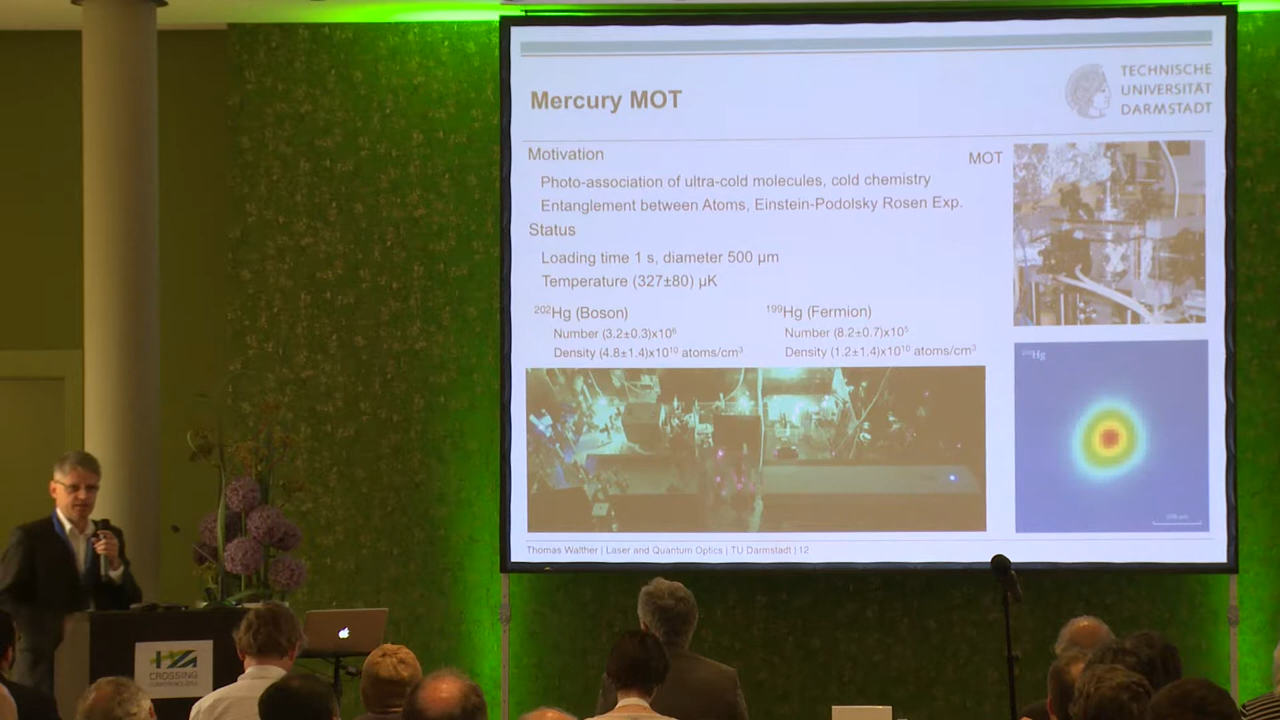 TECHNISCHE
UNIVERSITÄT
DARMSTADT
Mercury MOT
Motivation
MOT
Photo-association of ultra-cold molecules, cold chemistry
Entanglement between Atoms, Einstein-Podolsky Rosen Exp.
Status
Loading time 1 s, diameter 500 µm
Temperature (327±80) µK
²⁰²Hg (Boson)
Number (3.2±0.3)x10⁶
Density (4.8±1.4)x10¹⁰ atoms/cm³
¹⁹⁹Hg (Fermion)
Number (8.2±0.7)x10⁵
Density (1.2±1.4)x10¹⁰ atoms/cm³
Hg
Thomas Walther | Laser and Quantum Optics | TU Darmstadt | 12
CROSSING